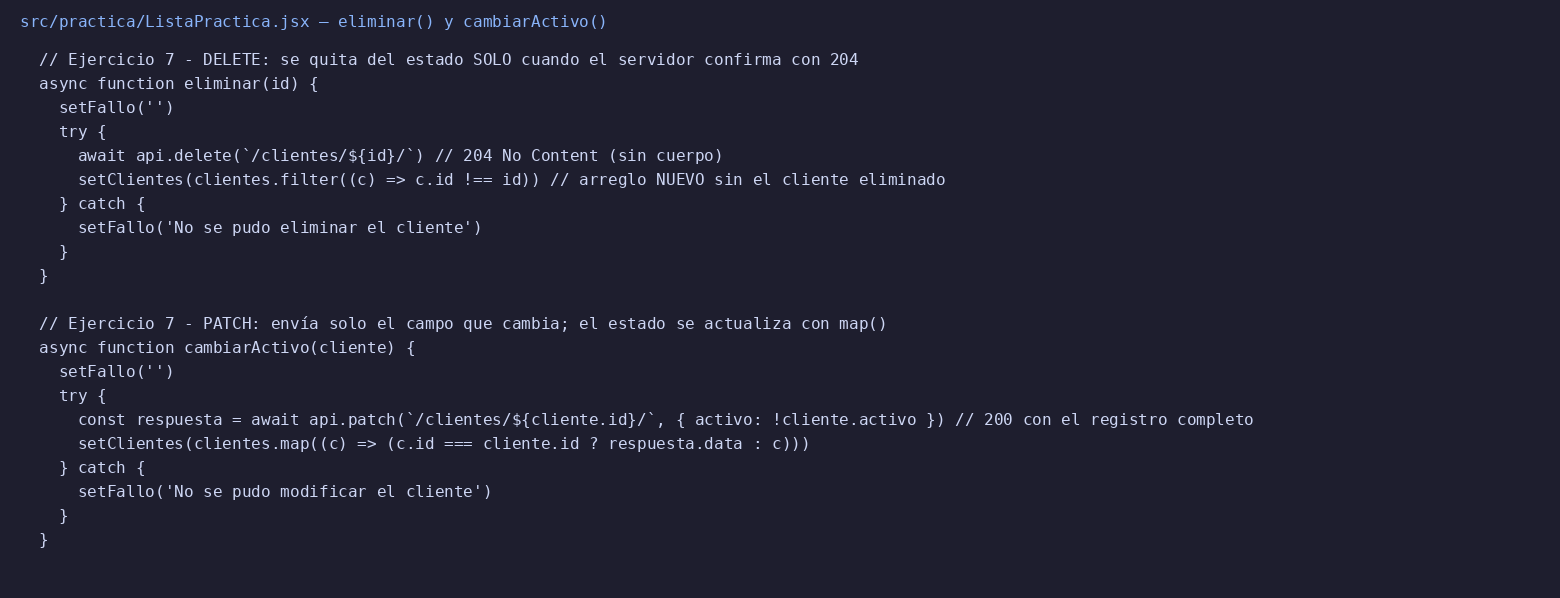 src/practica/ListaPractica.jsx — eliminar() y cambiarActivo()
// Ejercicio 7 - DELETE: se quita del estado SOLO cuando el servidor confirma con 204
async function eliminar(id) {
setFallo('')
try {
await api.delete(`/clientes/${id}/`) // 204 No Content (sin cuerpo)
setClientes(clientes.filter((c) => c.id !== id)) // arreglo NUEVO sin el cliente eliminado
} catch {
setFallo('No se pudo eliminar el cliente')
}
}
// Ejercicio 7 - PATCH: envía solo el campo que cambia; el estado se actualiza con map()
async function cambiarActivo(cliente) {
setFallo('')
try {
const respuesta = await api.patch(`/clientes/${cliente.id}/`, { activo: !cliente.activo }) // 200 con el registro completo
setClientes(clientes.map((c) => (c.id === cliente.id ? respuesta.data : c)))
} catch {
setFallo('No se pudo modificar el cliente')
}
}